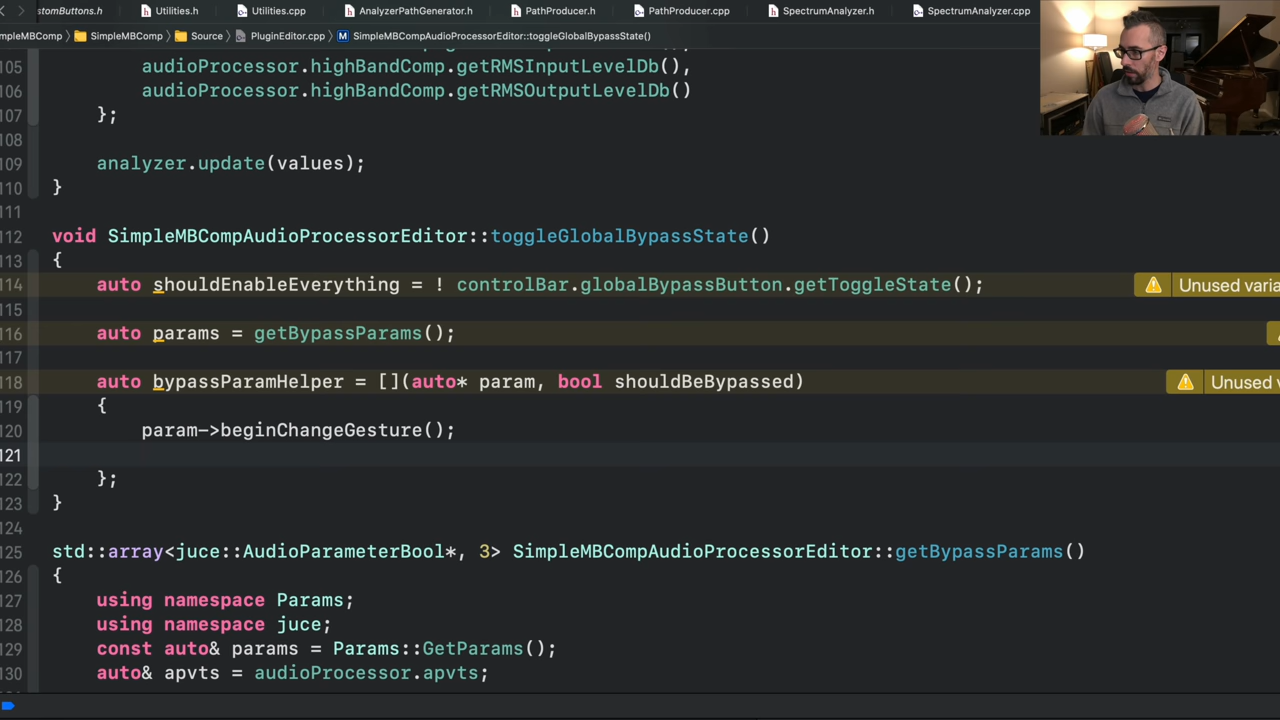 stomButtons.h Utilities.h Utilities.cpp AnalyzerPathGenerator.h PathProducer.h PathProducer.cpp SpectrumAnalyzer.h SpectrumAnalyzer.cpp
mpleMBComp SimpleMBComp Source PluginEditor.cpp M SimpleMBCompAudioProcessorEditor::toggleGlobalBypassState()
105 audioProcessor.highBandComp.getRMSInputLevelDb(),
106 audioProcessor.highBandComp.getRMSOutputLevelDb()
107 };
108
109 analyzer.update(values);
110 }
111
112 void SimpleMBCompAudioProcessorEditor::toggleGlobalBypassState()
113 {
114 auto shouldEnableEverything = ! controlBar.globalBypassButton.getToggleState(); Unused varia
115
116 auto params = getBypassParams();
117
118 auto bypassParamHelper = [](auto* param, bool shouldBeBypassed) Unused v
119 {
120 param->beginChangeGesture();
121
122 };
123 }
124
125 std::array<juce::AudioParameterBool*, 3> SimpleMBCompAudioProcessorEditor::getBypassParams()
126 {
127 using namespace Params;
128 using namespace juce;
129 const auto& params = Params::GetParams();
130 auto& apvts = audioProcessor.apvts;